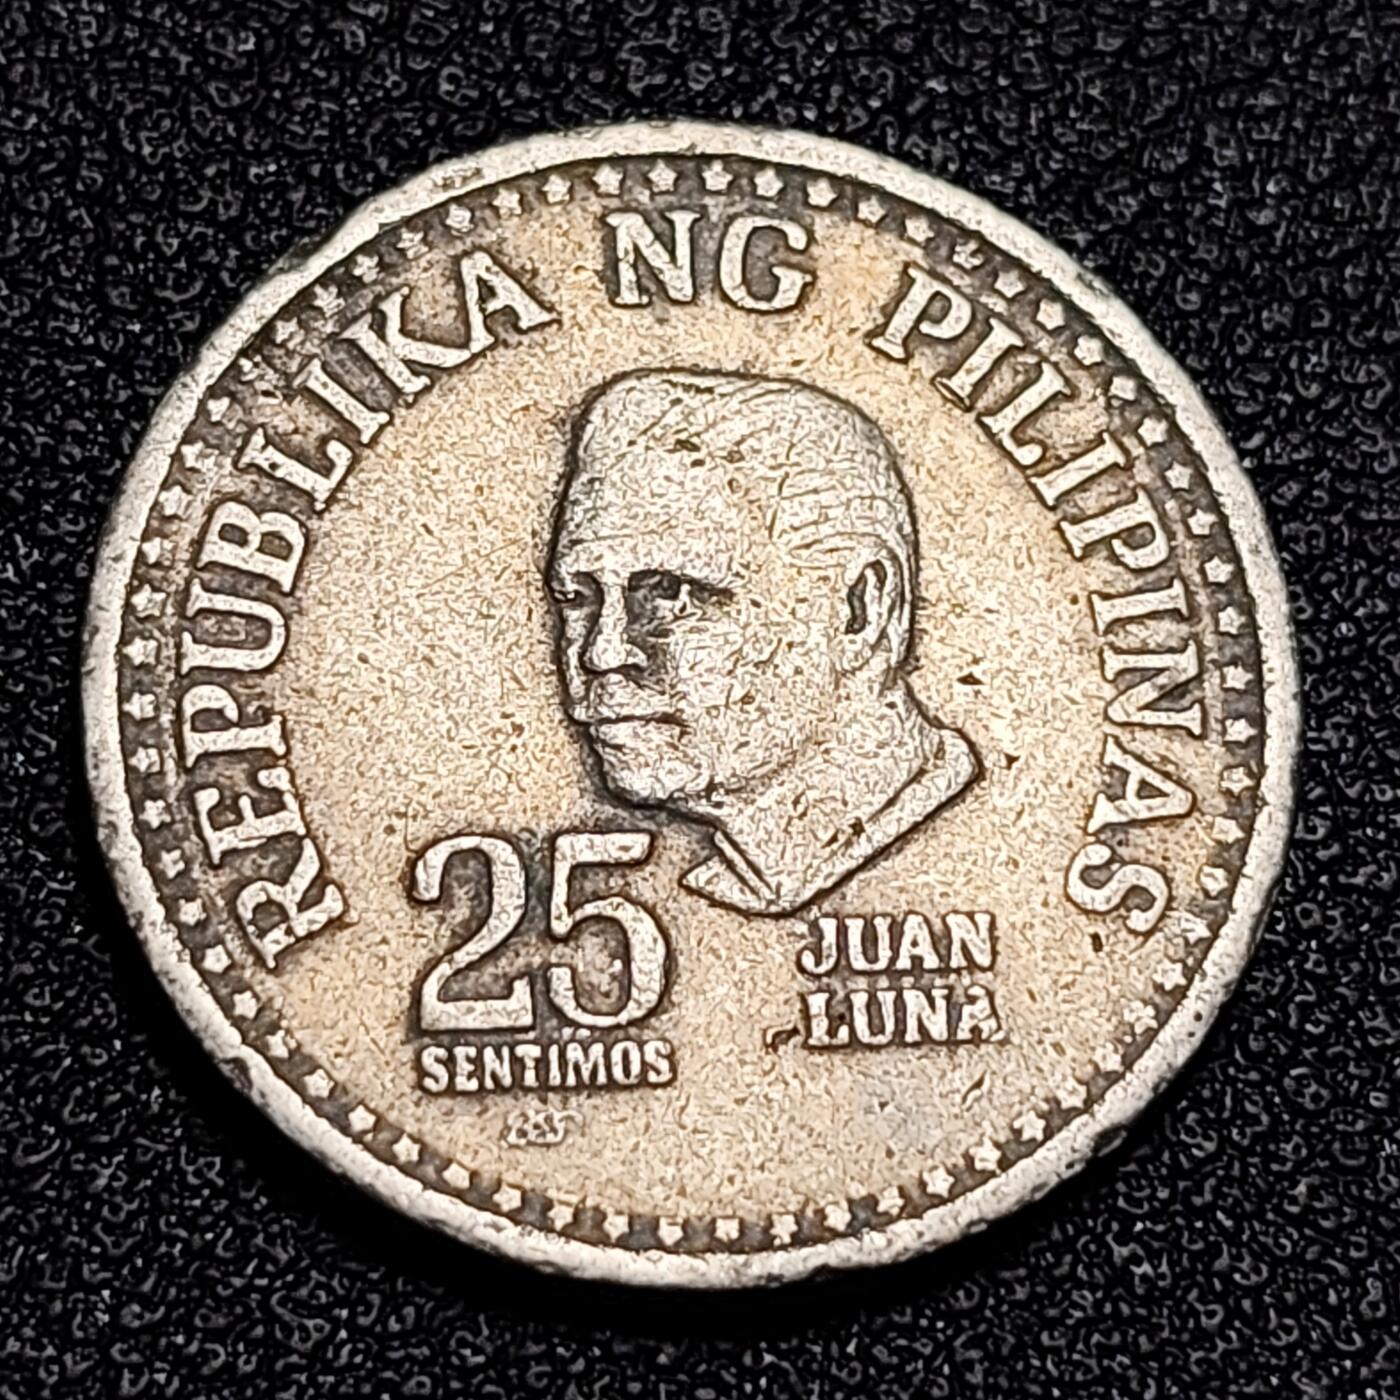 REPUBLIKA NG PILIPINAS
25
SENTIMOS
JUAN
LUNA